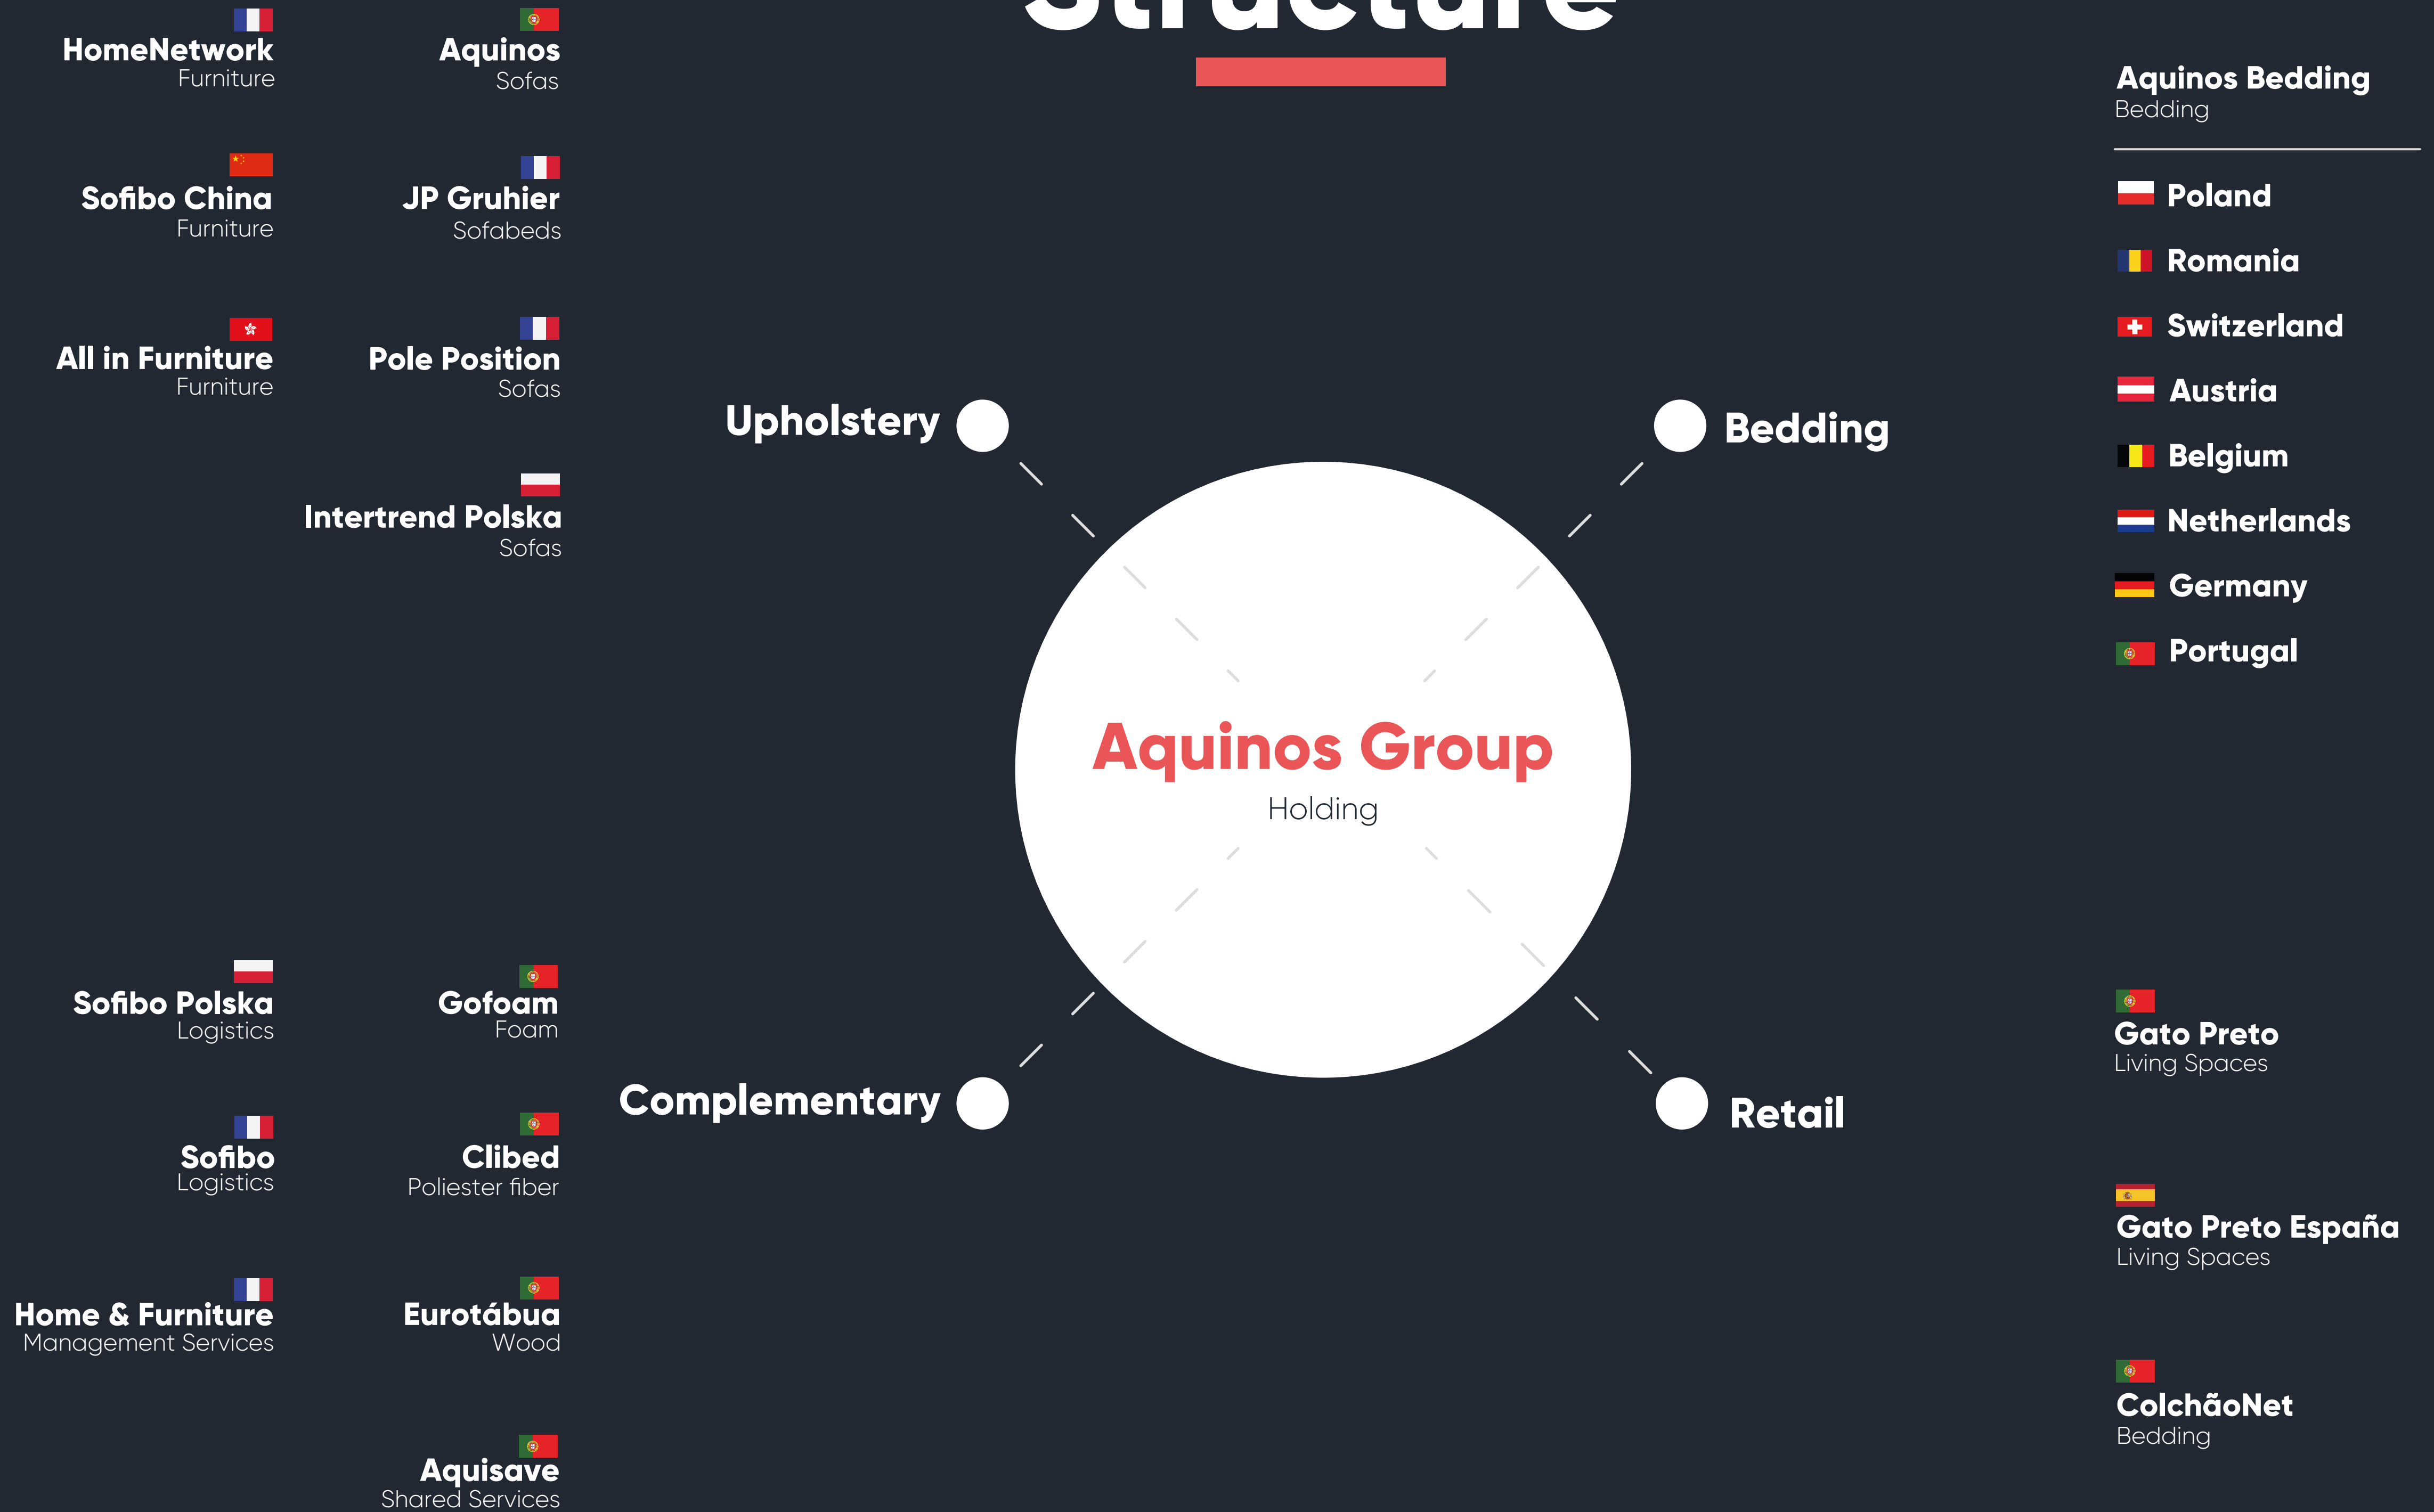 Structure
HomeNetwork
Furniture
Aquinos
Sofas
Sofibo China
Furniture
JP Gruhier
Sofabeds
All in Furniture
Furniture
Pole Position
Sofas
Intertrend Polska
Sofas
Upholstery
Bedding
Aquinos Bedding
Bedding
Poland
Romania
Switzerland
Austria
Belgium
Netherlands
Germany
Portugal
Aquinos Group
Holding
Complementary
Retail
Sofibo Polska
Logistics
Gofoam
Foam
Sofibo
Logistics
Clibed
Poliester fiber
Home & Furniture
Management Services
Eurotábua
Wood
Aquisave
Shared Services
Gato Preto
Living Spaces
Gato Preto España
Living Spaces
ColchãoNet
Bedding